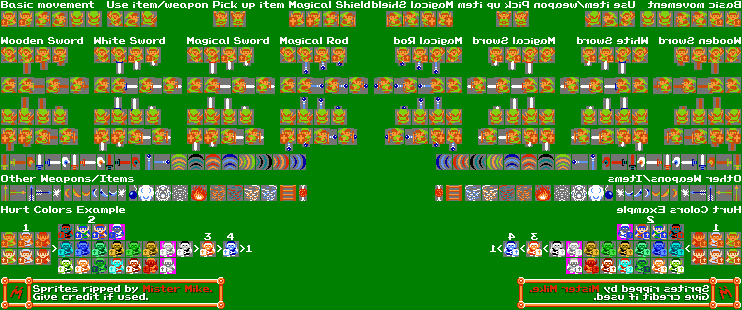 Basic movement Use item/weapon Pick up item Magical Shield Magical Shield Pick up item Use item/weapon Basic movement
Wooden Sword White Sword Magical Sword Magical Rod Magical Rod Magical Sword White Sword Wooden Sword
Other Weapons/Items Other Weapons/Items
Hurt Colors Example Hurt Colors Example
2 2
1 3 4 4 3 1
>1 1<
Sprites ripped by Mister Mike. Sprites ripped by Mister Mike.
Give credit if used. Give credit if used.